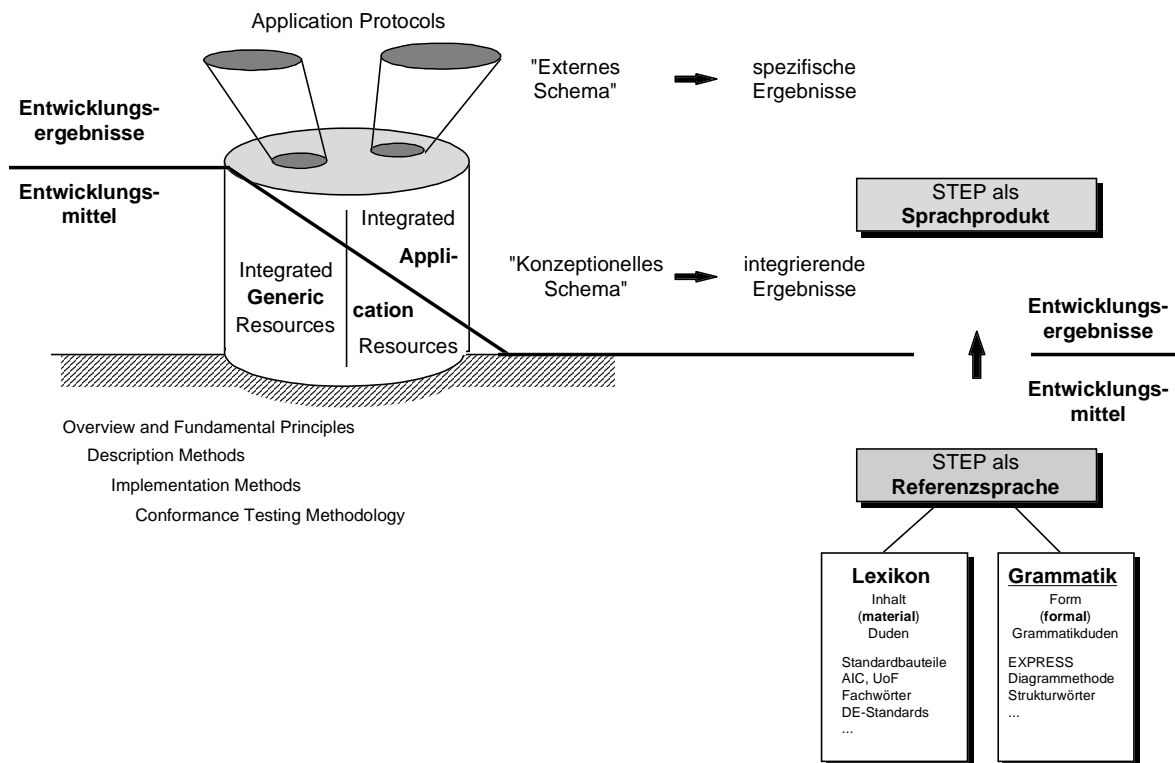 Application Protocols
"Externes
Schema"
spezifische
Ergebnisse
Entwicklungs-
ergebnisse
Entwicklungs-
mittel
STEP als
Sprachprodukt
Integrated
Appli-
cation
Resources
Integrated
Generic
Resources
"Konzeptionelles
Schema"
integrierende
Ergebnisse
Entwicklungs-
ergebnisse
Entwicklungs-
mittel
Overview and Fundamental Principles
Description Methods
Implementation Methods
Conformance Testing Methodology
STEP als
Referenzsprache
Lexikon
Inhalt
(material)
Duden
Standardbauteile
AIC, UoF
Fachwörter
DE-Standards
...
Grammatik
Form
(formal)
Grammatikduden
EXPRESS
Diagrammethode
Strukturwörter
...